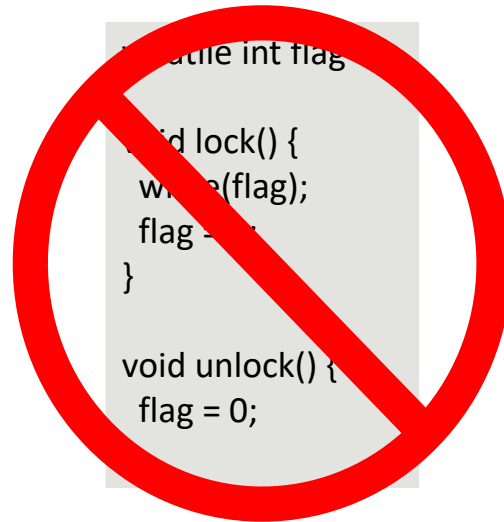 int flag
lock() {
(flag);
flag =
}
void unlock() {
flag = 0;